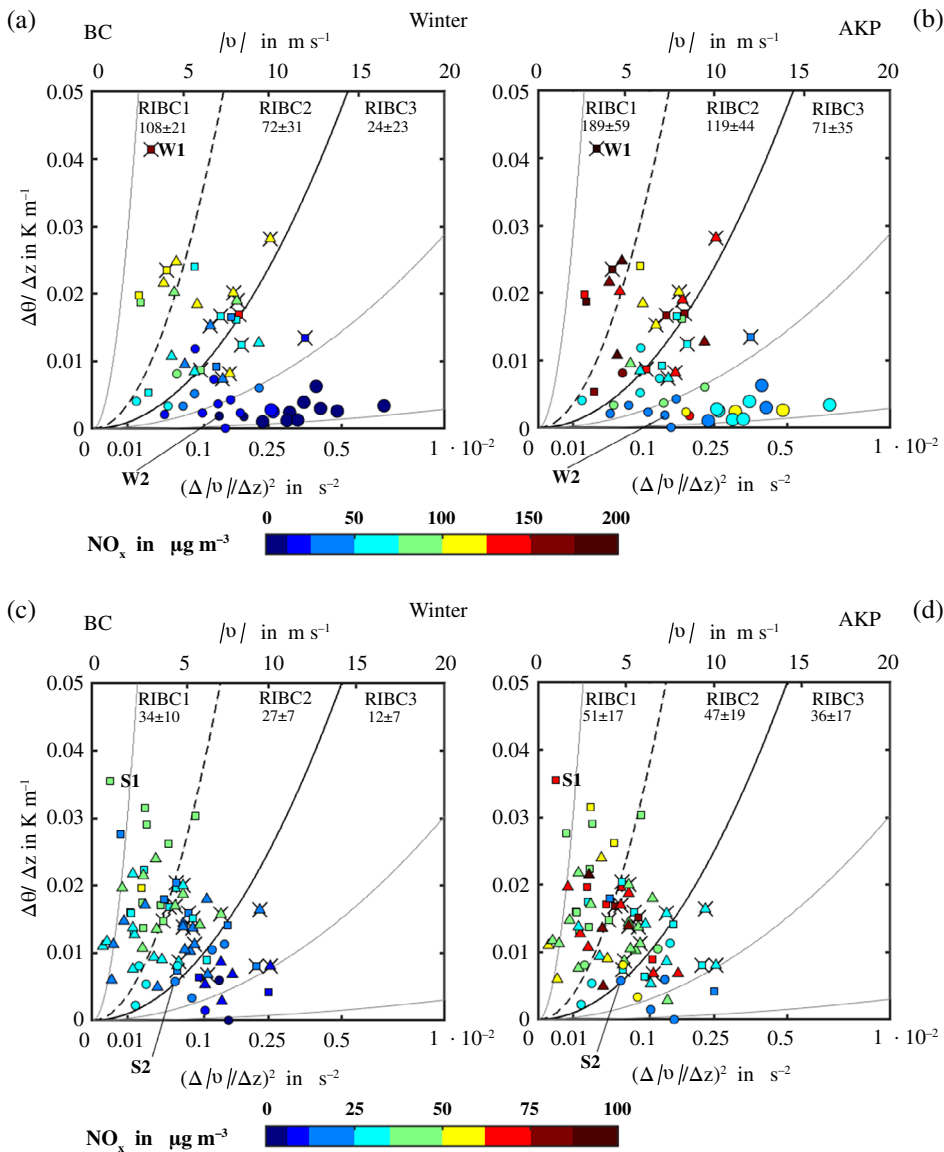 (a) BC Winter (b) AKP
|υ| in m s⁻¹
0 5 10 15 20 0 5 10 15 20
0.05 0.05
RIBC1 RIBC2 RIBC3 RIBC1 RIBC2 RIBC3
108±21 72±31 24±23 189±59 119±44 71±35
W1 W1
0.04 0.04
0.03 0.03
0.02 0.02
0.01 0.01
0 0
Δθ/ Δz in K m⁻¹
0 0.01 0.1 0.25 0.5 1 · 10⁻² 0 0.01 0.1 0.25 0.5 1 · 10⁻²
W2 W2
(Δ|υ|/Δz)² in s⁻² (Δ|υ|/Δz)² in s⁻²
0 50 100 150 200
NOₓ in µg m⁻³
(c) BC Winter (d) AKP
|υ| in m s⁻¹ |υ| in m s⁻¹
0 5 10 15 20 0 5 10 15 20
0.05 0.05
RIBC1 RIBC2 RIBC3 RIBC1 RIBC2 RIBC3
34±10 27±7 12±7 51±17 47±19 36±17
0.04 0.04
S1 S1
0.03 0.03
0.02 0.02
0.01 0.01
0 0
Δθ/ Δz in K m⁻¹
0 0.01 0.1 0.25 0.5 1 · 10⁻² 0 0.01 0.1 0.25 0.5 1 · 10⁻²
S2 S2
(Δ|υ|/Δz)² in s⁻² (Δ|υ|/Δz)² in s⁻²
0 25 50 75 100
NOₓ in µg m⁻³